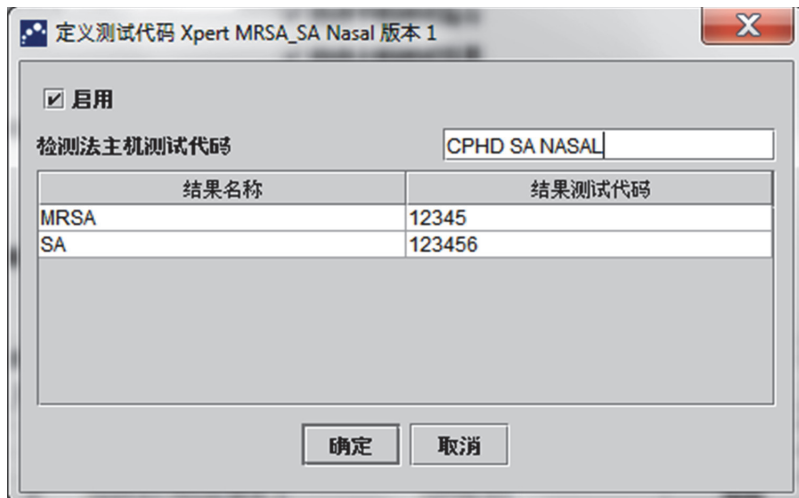 定义测试代码 Xpert MRSA_SA Nasal 版本 1
启用
检测法主机测试代码 CPHD SA NASAL
结果名称 结果测试代码
MRSA 12345
SA 123456
确定 取消